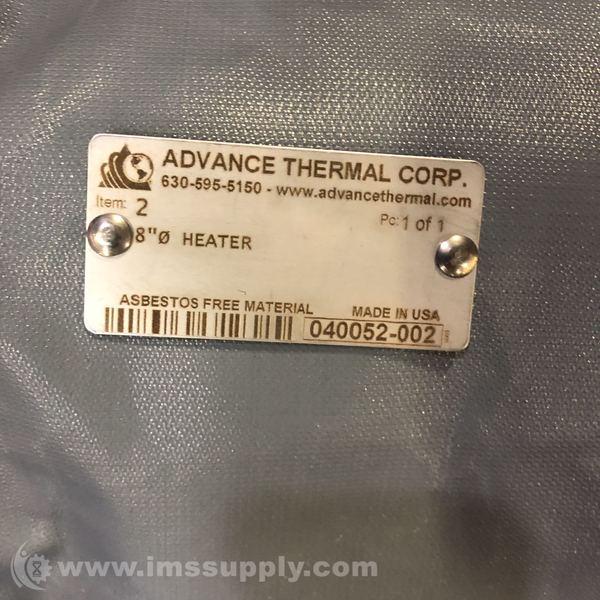 ADVANCE THERMAL CORP.
630-595-5150 - www.advancethermal.com
Item: 2 Pc: 1 of 1
8"Ø HEATER
ASBESTOS FREE MATERIAL MADE IN USA
040052-002
www.imssupply.com